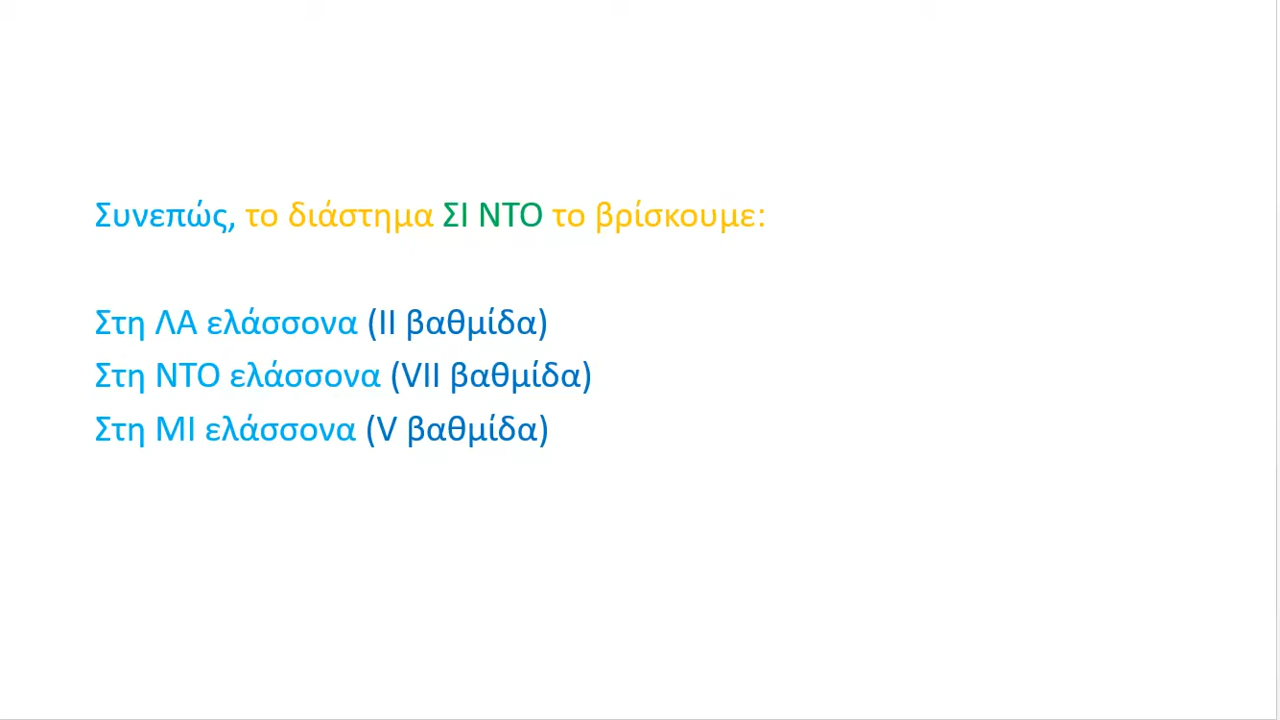 Συνεπώς, το διάστημα ΣΙ ΝΤΟ το βρίσκουμε:
Στη ΛΑ ελάσσονα (II βαθμίδα)
Στη ΝΤΟ ελάσσονα (VII βαθμίδα)
Στη ΜΙ ελάσσονα (V βαθμίδα)